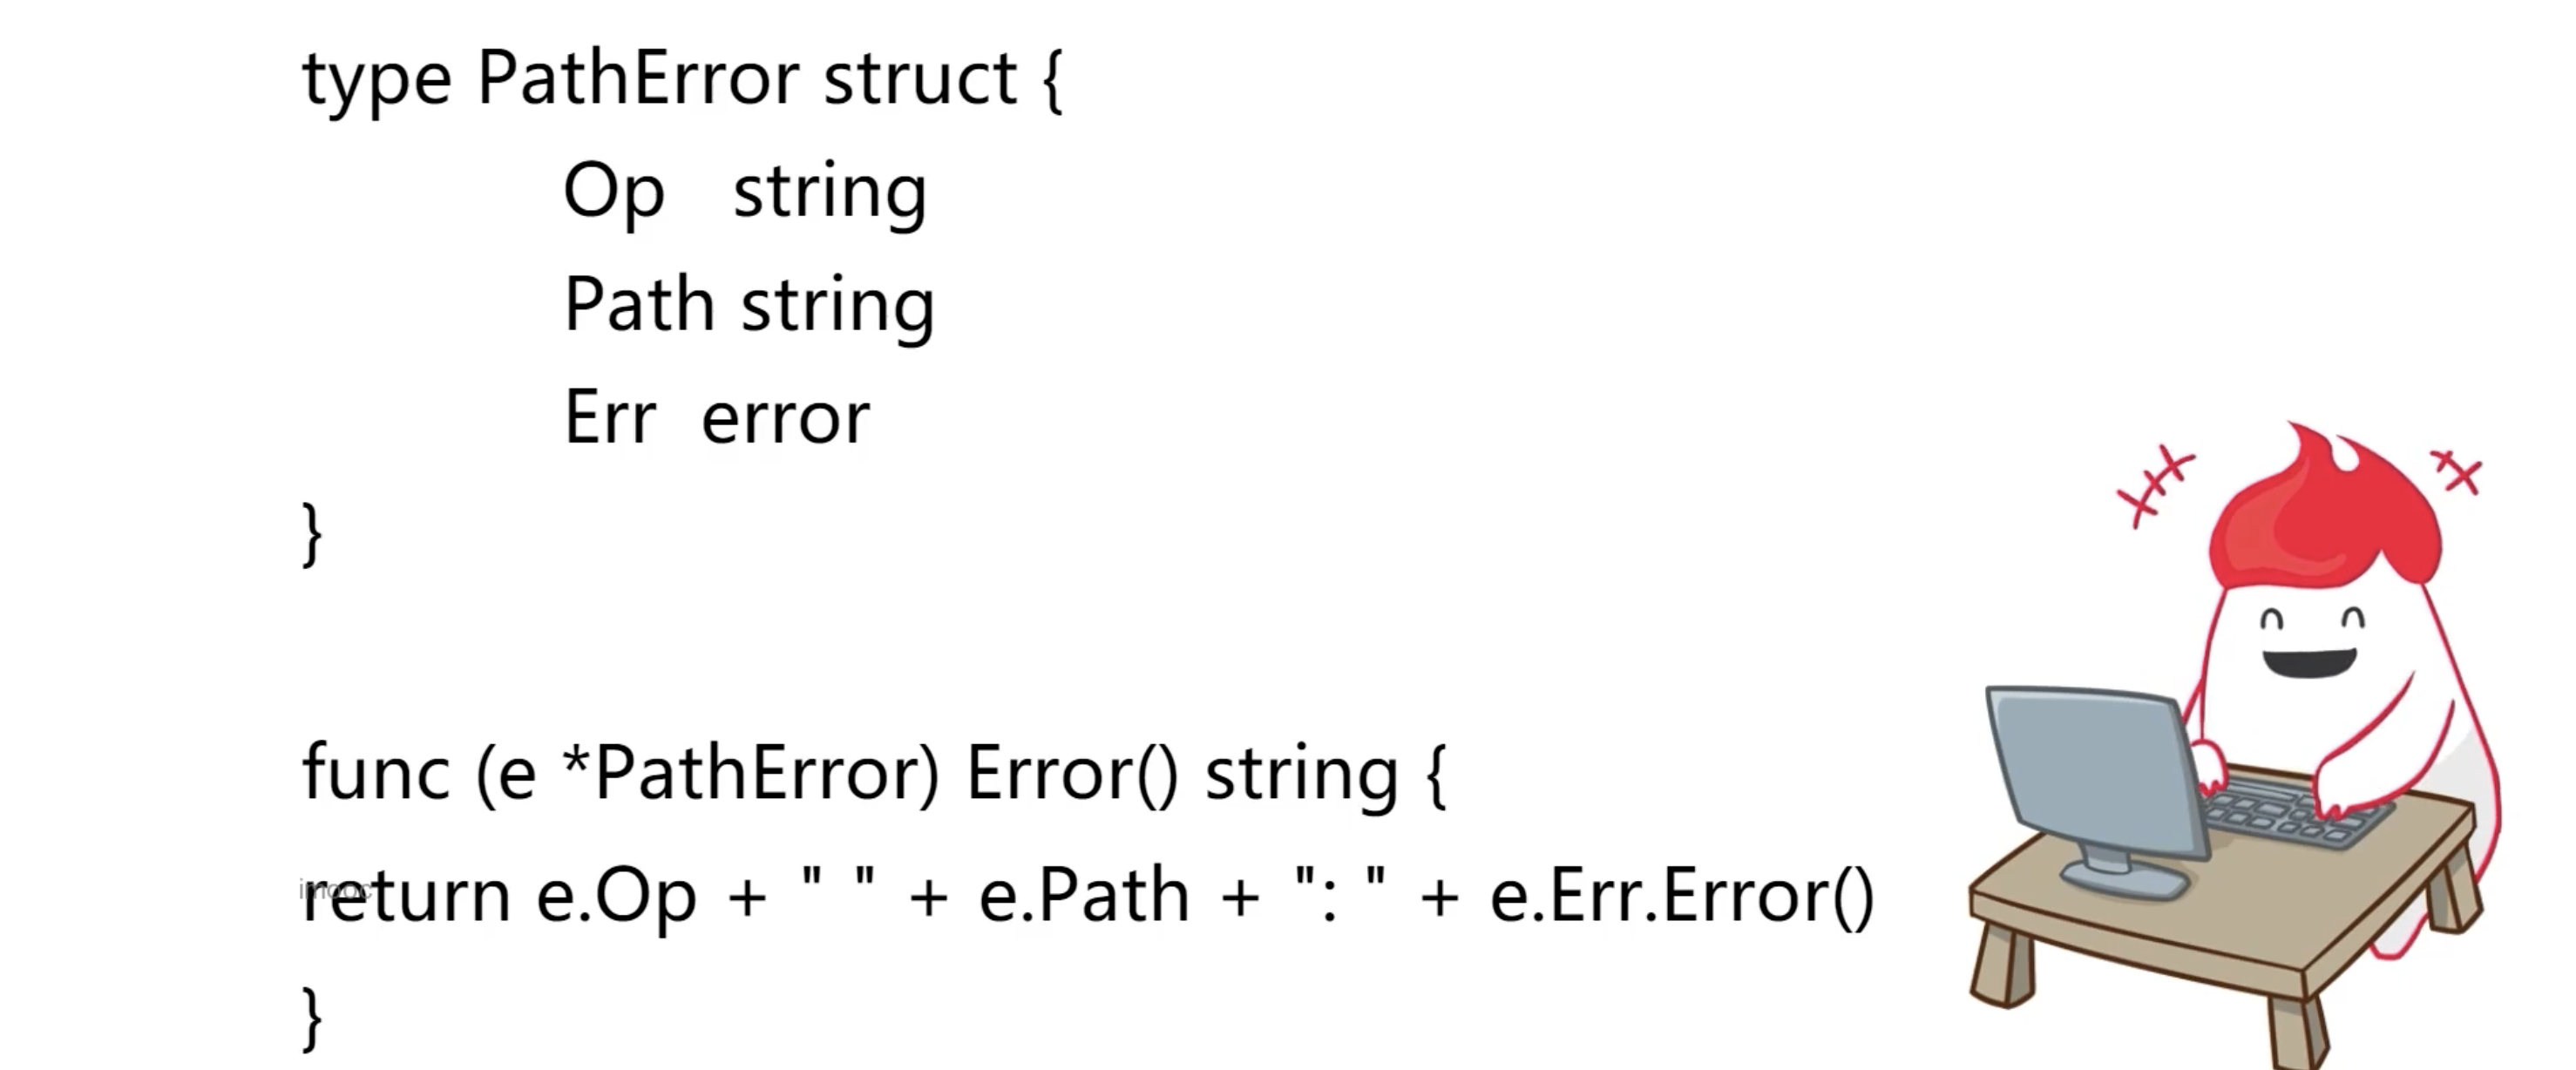 type PathError struct {
Op string
Path string
Err error
}
func (e *PathError) Error() string {
return e.Op + " " + e.Path + ": " + e.Err.Error()
imooc
}